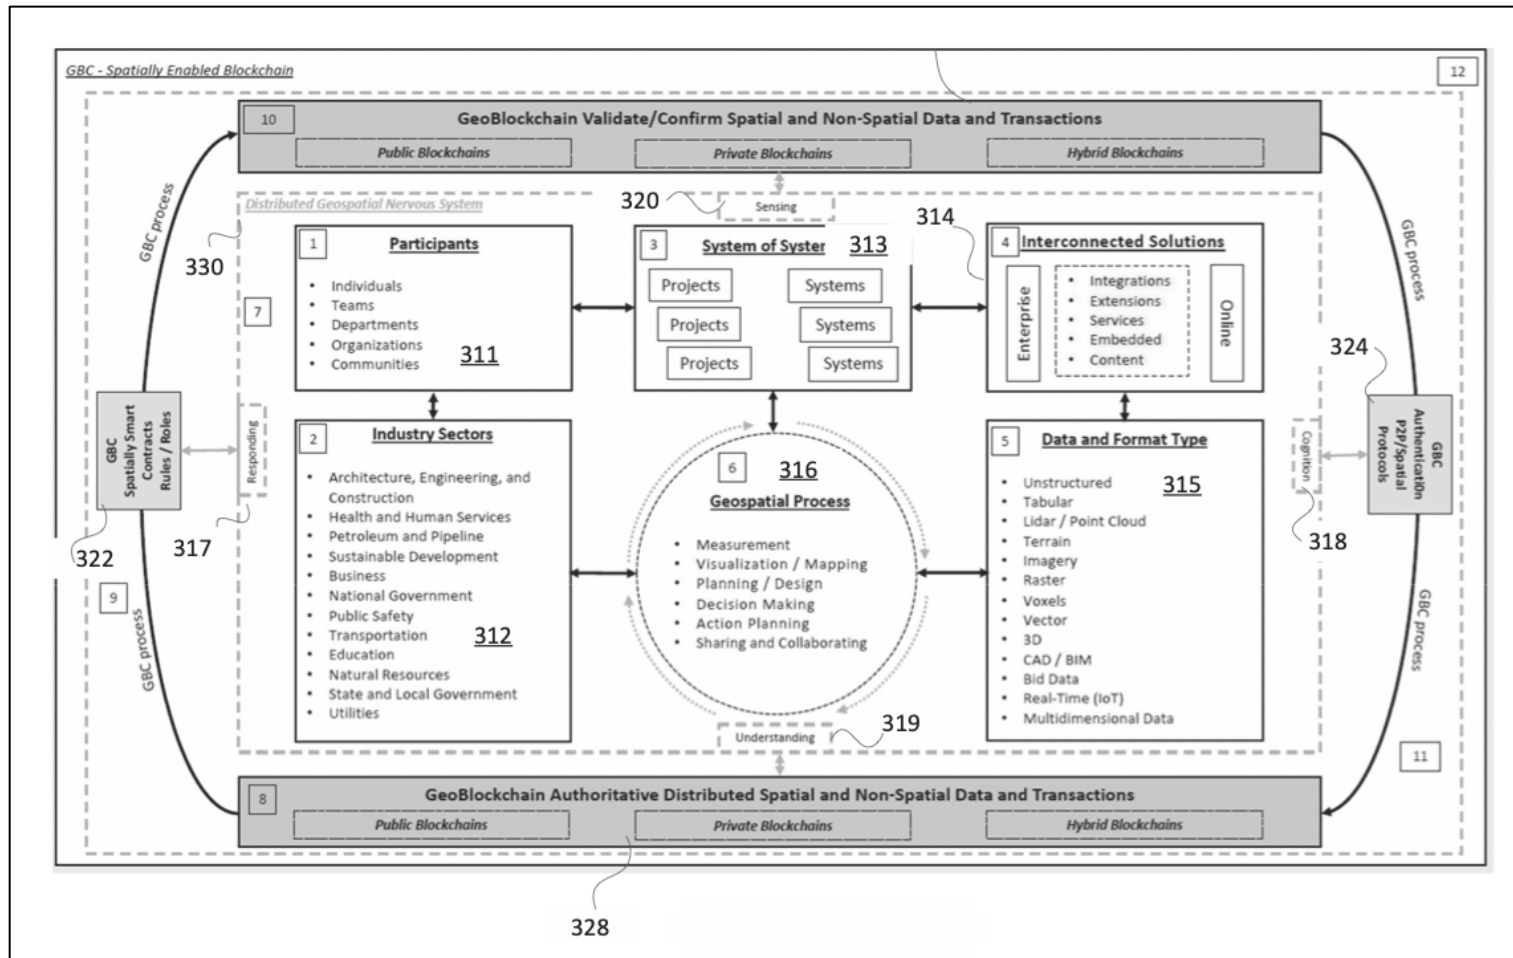 GBC - Spatially Enabled Blockchain
12
10
GeoBlockchain Validate/Confirm Spatial and Non-Spatial Data and Transactions
Public Blockchains
Private Blockchains
Hybrid Blockchains
GBC process
GBC process
Distributed Geospatial Nervous System
320
Sensing
330
1
Participants
Individuals
Teams
Departments
Organizations
Communities
311
3
System of Syster
313
Projects
Systems
Projects
Systems
Projects
Systems
314
4
Interconnected Solutions
Enterprise
Integrations
Extensions
Services
Embedded
Content
Online
7
324
GBC
Spatially Smart
Contracts
Rules / Roles
322
Responding
317
2
Industry Sectors
Architecture, Engineering, and
Construction
Health and Human Services
Petroleum and Pipeline
Sustainable Development
Business
National Government
Public Safety
Transportation
Education
Natural Resources
State and Local Government
Utilities
312
6
316
Geospatial Process
Measurement
Visualization / Mapping
Planning / Design
Decision Making
Action Planning
Sharing and Collaborating
5
Data and Format Type
Unstructured
Tabular
Lidar / Point Cloud
Terrain
Imagery
Raster
Voxels
Vector
3D
CAD / BIM
Bid Data
Real-Time (IoT)
Multidimensional Data
315
Cognition
318
GBC
Authentication
P2P/Spatial
Protocols
9
GBC process
GBC process
11
Understanding
319
8
GeoBlockchain Authoritative Distributed Spatial and Non-Spatial Data and Transactions
Public Blockchains
Private Blockchains
Hybrid Blockchains
328